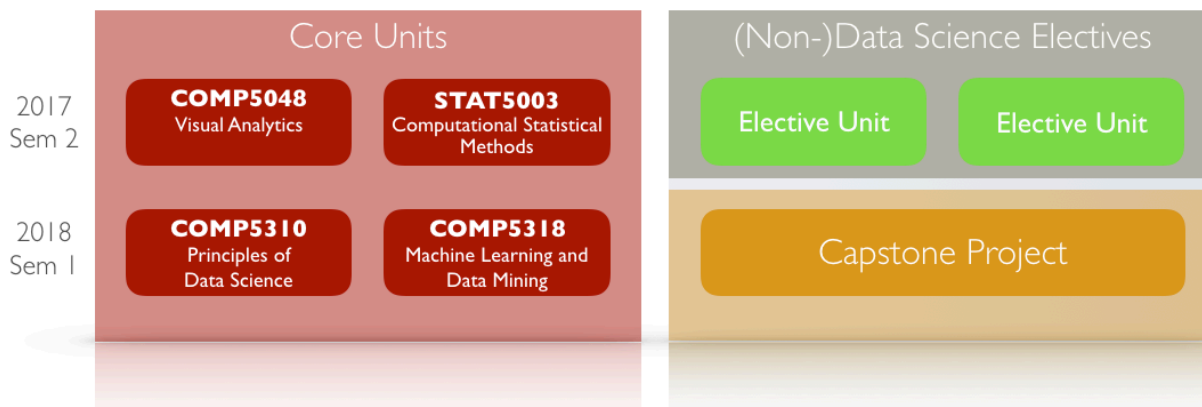 Core Units
(Non-)Data Science Electives
2017
Sem 2
COMP5048
Visual Analytics
STAT5003
Computational Statistical
Methods
Elective Unit
Elective Unit
2018
Sem 1
COMP5310
Principles of
Data Science
COMP5318
Machine Learning and
Data Mining
Capstone Project